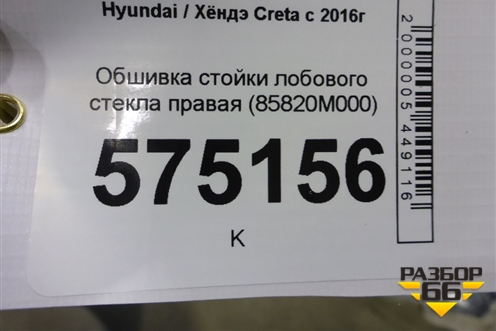 Hyundai / Хёндэ Creta с 2016г
Обшивка стойки лобового
стекла правая (85820M000)
575156
К
2000005449116
РАЗБОР
66